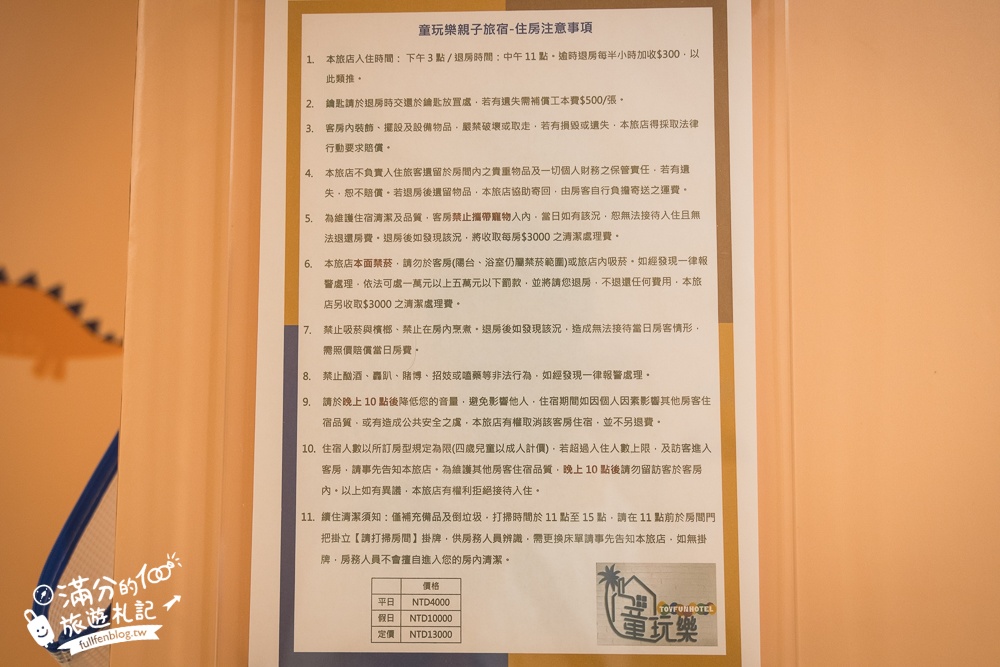 童玩樂親子旅宿-住房注意事項
1. 本旅店入住時間： 下午 3 點 / 退房時間：中午 11 點。逾時退房每半小時加收$300，以
此類推。
2. 鑰匙請於退房時交還於鑰匙放置處，若有遺失需補償工本費$500/張。
3. 客房內裝飾、擺設及設備物品，嚴禁破壞或取走，若有損毀或遺失，本旅店得採取法律
行動要求賠償。
4. 本旅店不負責入住旅客遺留於房間內之貴重物品及一切個人財務之保管責任，若有遺
失，恕不賠償。若退房後遺留物品，本旅店協助寄回，由房客自行負擔寄送之運費。
5. 為維護住宿清潔及品質，客房禁止攜帶寵物入內，當日如有該況，恕無法接待入住且無
法退還房費。退房後如發現該況，將收取每房$3000 之清潔處理費。
6. 本旅店本面禁菸，請勿於客房(陽台、浴室仍屬禁菸範圍)或旅店內吸菸。如經發現一律報
警處理，依法可處一萬元以上五萬元以下罰款，並將請您退房，不退還任何費用，本旅
店另收取$3000 之清潔處理費。
7. 禁止吸菸與檳榔、禁止在房內烹煮。退房後如發現該況，造成無法接待當日房客情形，
需照價賠償當日房費。
8. 禁止酗酒、轟趴、賭博、招妓或嗑藥等非法行為，如經發現一律報警處理。
9. 請於晚上 10 點後降低您的音量，避免影響他人，住宿期間如因個人因素影響其他房客住
宿品質，或有造成公共安全之虞，本旅店有權取消該客房住宿，並不另退費。
10. 住宿人數以所訂房型規定為限(四歲兒童以成人計價)，若超過入住人數上限，及訪客進入
客房，請事先告知本旅店。為維護其他房客住宿品質，晚上 10 點後請勿留訪客於客房
內。以上如有異議，本旅店有權利拒絕接待入住。
11. 續住清潔須知：僅補充備品及倒垃圾，打掃時間於 11 點至 15 點，請在 11 點前於房間門
把掛立【請打掃房間】掛牌，供房務人員辨識，需更換床單請事先告知本旅店，如無掛
牌，房務人員不會擅自進入您的房內清潔。
價格
平日 NTD4000
假日 NTD10000
定價 NTD13000
TOYFUN HOTEL
童玩樂
滿分的100
旅遊札記
fullfenblog.tw